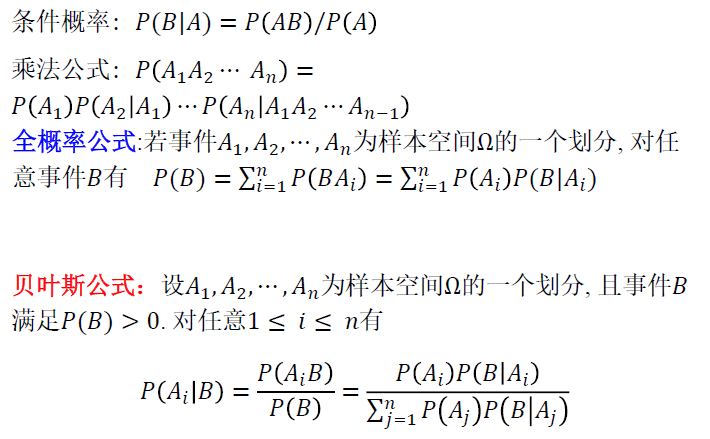 条件概率：P(B|A) = P(AB)/P(A)
乘法公式：P(A₁A₂⋯ Aₙ) =
P(A₁)P(A₂|A₁)⋯P(Aₙ|A₁A₂⋯Aₙ₋₁)
全概率公式:若事件A₁, A₂, ⋯, Aₙ为样本空间Ω的一个划分, 对任
意事件B有 P(B) = ∑ⁿᵢ₌₁ P(BAᵢ) = ∑ⁿᵢ₌₁ P(Aᵢ)P(B|Aᵢ)
贝叶斯公式：设A₁, A₂, ⋯, Aₙ为样本空间Ω的一个划分, 且事件B
满足P(B) > 0. 对任意1 ≤ i ≤ n有
P(Aᵢ|B) = P(AᵢB)/P(B) = P(Aᵢ)P(B|Aᵢ)/∑ⁿⱼ₌₁ P(Aⱼ)P(B|Aⱼ)